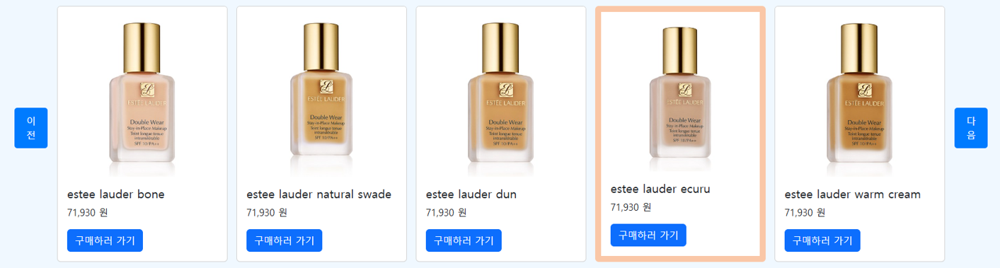 이전
ESTĒE LAUDER
Double Wear
Stay-in-Place Makeup
Teint longue tenue
intransférable
SPF 10/PA++
estee lauder bone
71,930 원
구매하러 가기
ESTĒE LAUDER
Double Wear
Stay-in-Place Makeup
Teint longue tenue
intransférable
SPF 10/PA++
estee lauder natural swade
71,930 원
구매하러 가기
ESTĒE LAUDER
Double Wear
Stay-in-Place Makeup
Teint longue tenue
intransférable
SPF 10/PA++
estee lauder dun
71,930 원
구매하러 가기
ESTĒE LAUDER
Double Wear
Stay-in-Place Makeup
Teint longue tenue
intransférable
SPF 10/PA++
estee lauder ecuru
71,930 원
구매하러 가기
ESTĒE LAUDER
Double Wear
Stay-in-Place Makeup
Teint longue tenue
intransférable
SPF 10/PA++
estee lauder warm cream
71,930 원
구매하러 가기
다음